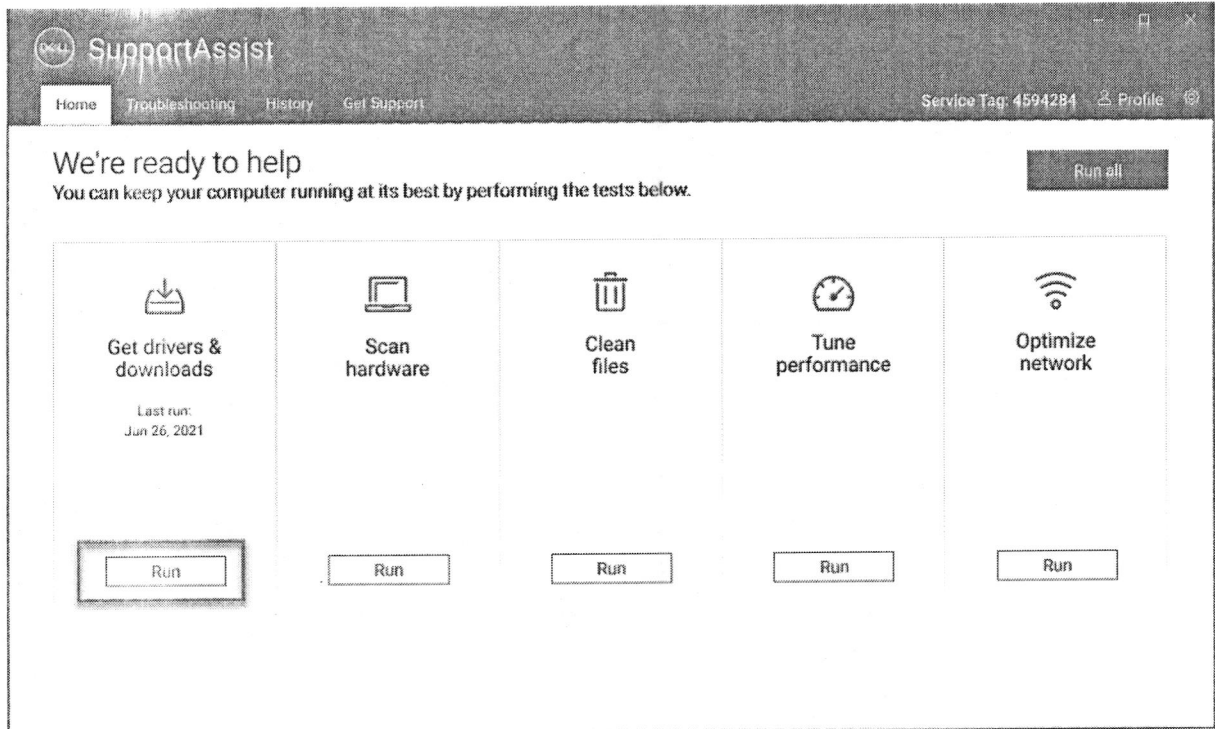 DELL SupportAssist
Home Troubleshooting History Get Support
Service Tag: 4594284 Profile
We're ready to help
You can keep your computer running at its best by performing the tests below.
Run all
Get drivers &
downloads
Last run:
Jun 26, 2021
Run
Scan
hardware
Run
Clean
files
Run
Tune
performance
Run
Optimize
network
Run